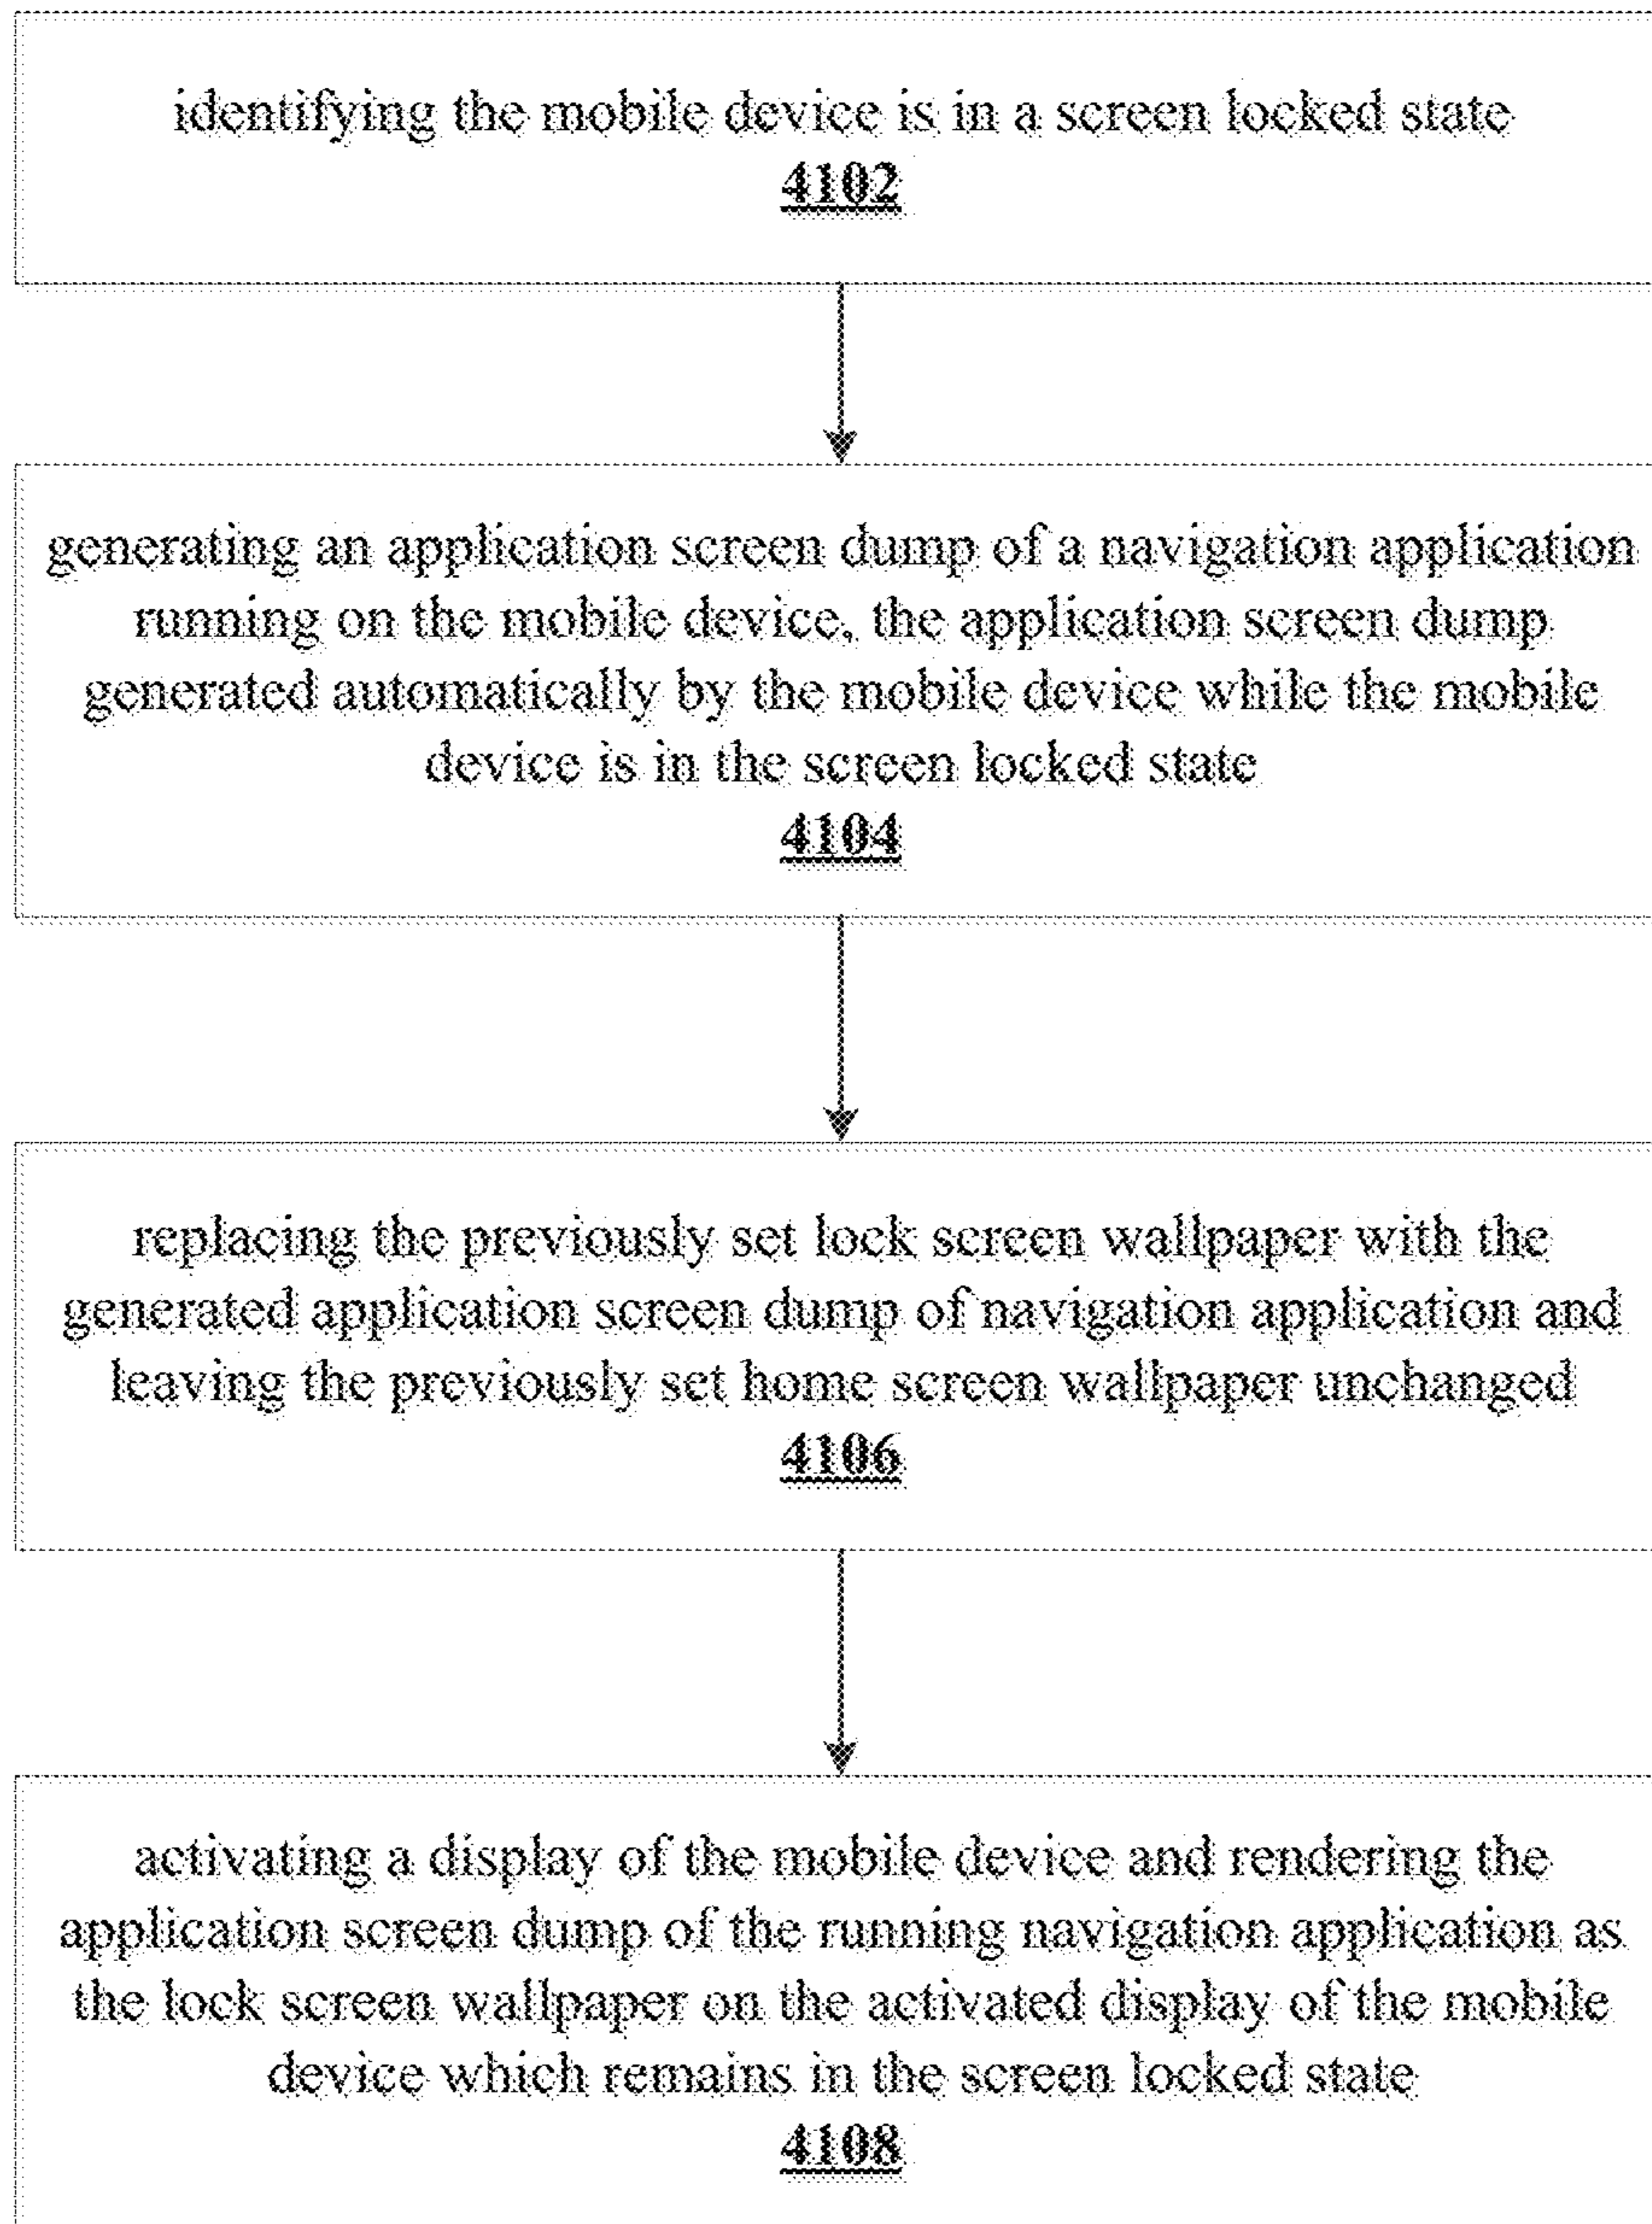 identifying the mobile device is in a screen locked state
4102
generating an application screen dump of a navigation application
running on the mobile device, the application screen dump
generated automatically by the mobile device while the mobile
device is in the screen locked state
4104
replacing the previously set lock screen wallpaper with the
generated application screen dump of navigation application and
leaving the previously set home screen wallpaper unchanged
4106
activating a display of the mobile device and rendering the
application screen dump of the running navigation application as
the lock screen wallpaper on the activated display of the mobile
device which remains in the screen locked state
4108